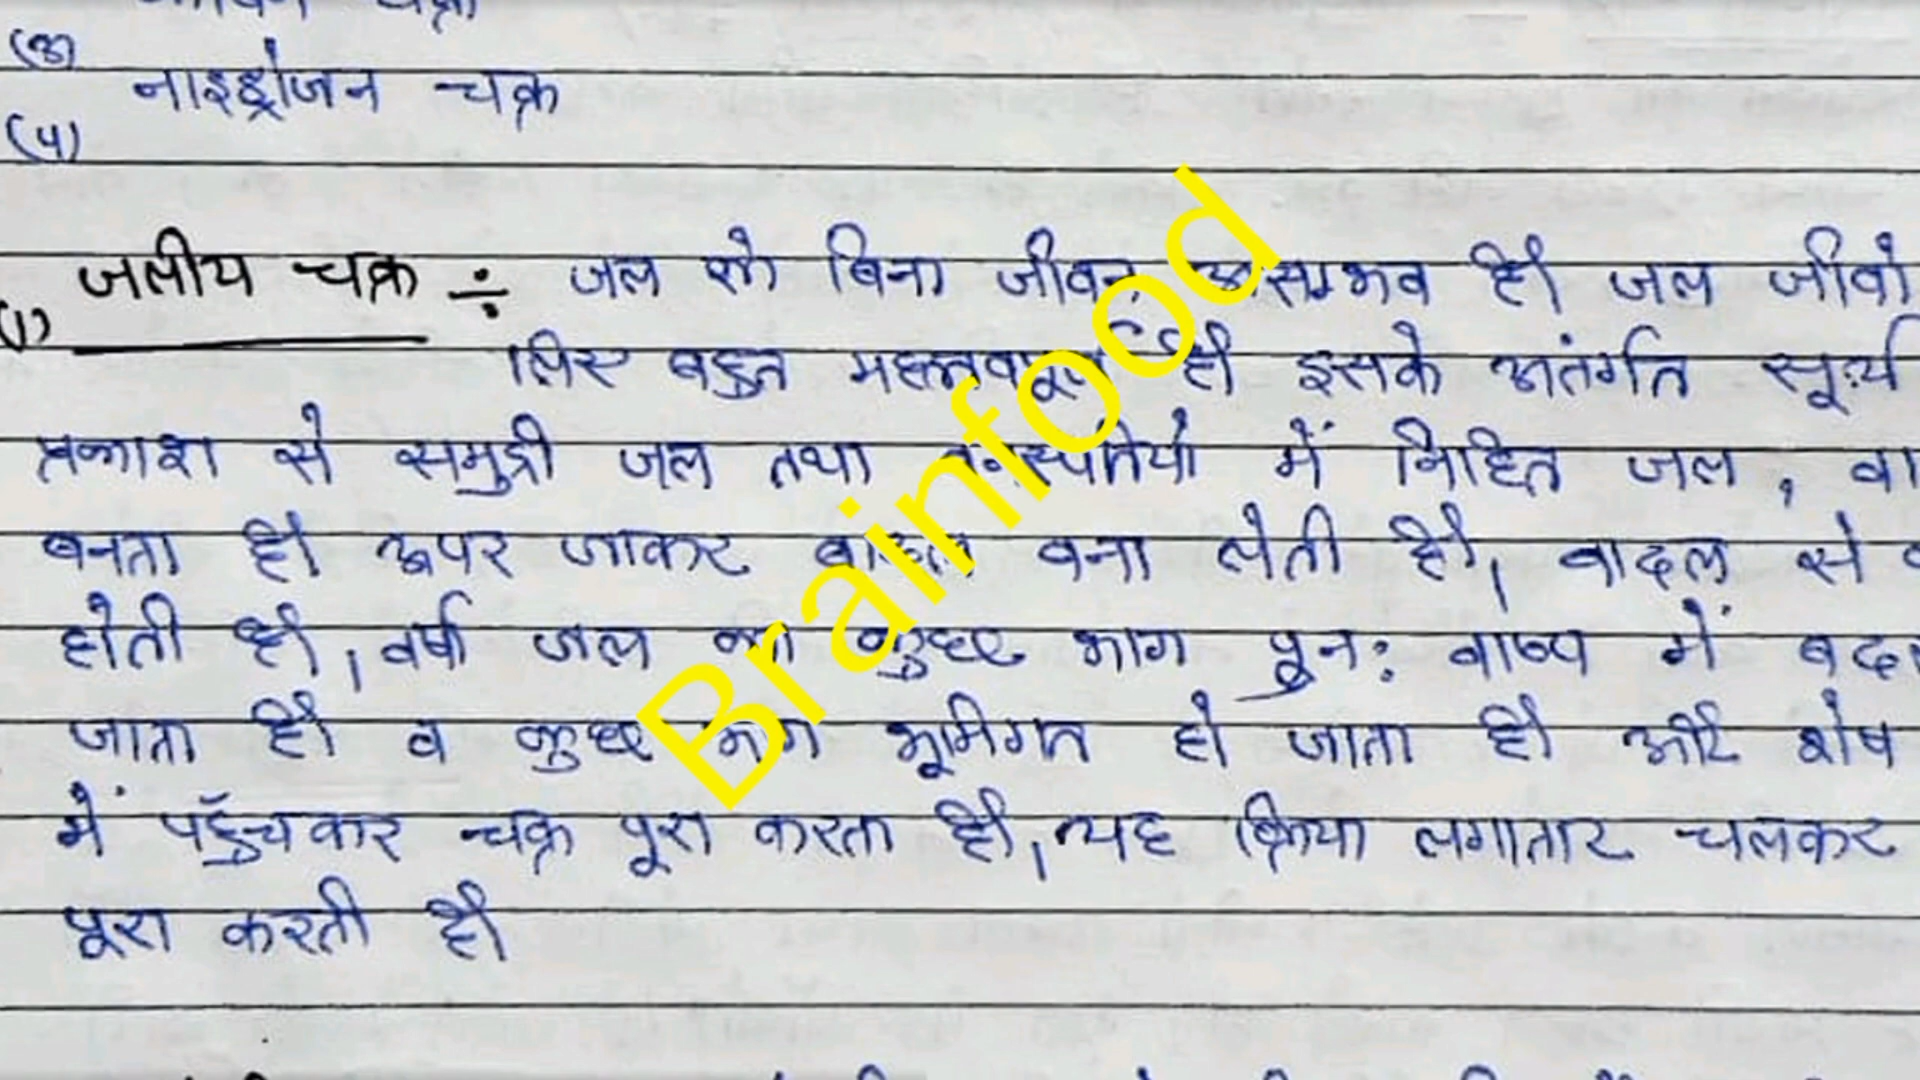 (3)
नाइट्रोजन चक्र
(4)
(1) जलीय चक्र ÷ जल के बिना जीवन असम्भव है। जल जीवो
लिए बहुत महत्वपूर्ण है। इसके अंतर्गत सूर्य
प्रकाश से समुद्री जल तथा वनस्पतियो में निहित जल, वा
बनता है। ऊपर जाकर बादल बना लेती है, बादल से
होती है, वर्षा जल का कुछ भाग पून: वाष्प में बद
जाता है व कुछ भाग भूमिगत हो जाता है और शेष
में पहुँचकर चक्र पूरा करता है, यह क्रिया लगातार चलकर
पूरा करती है
Brainfood